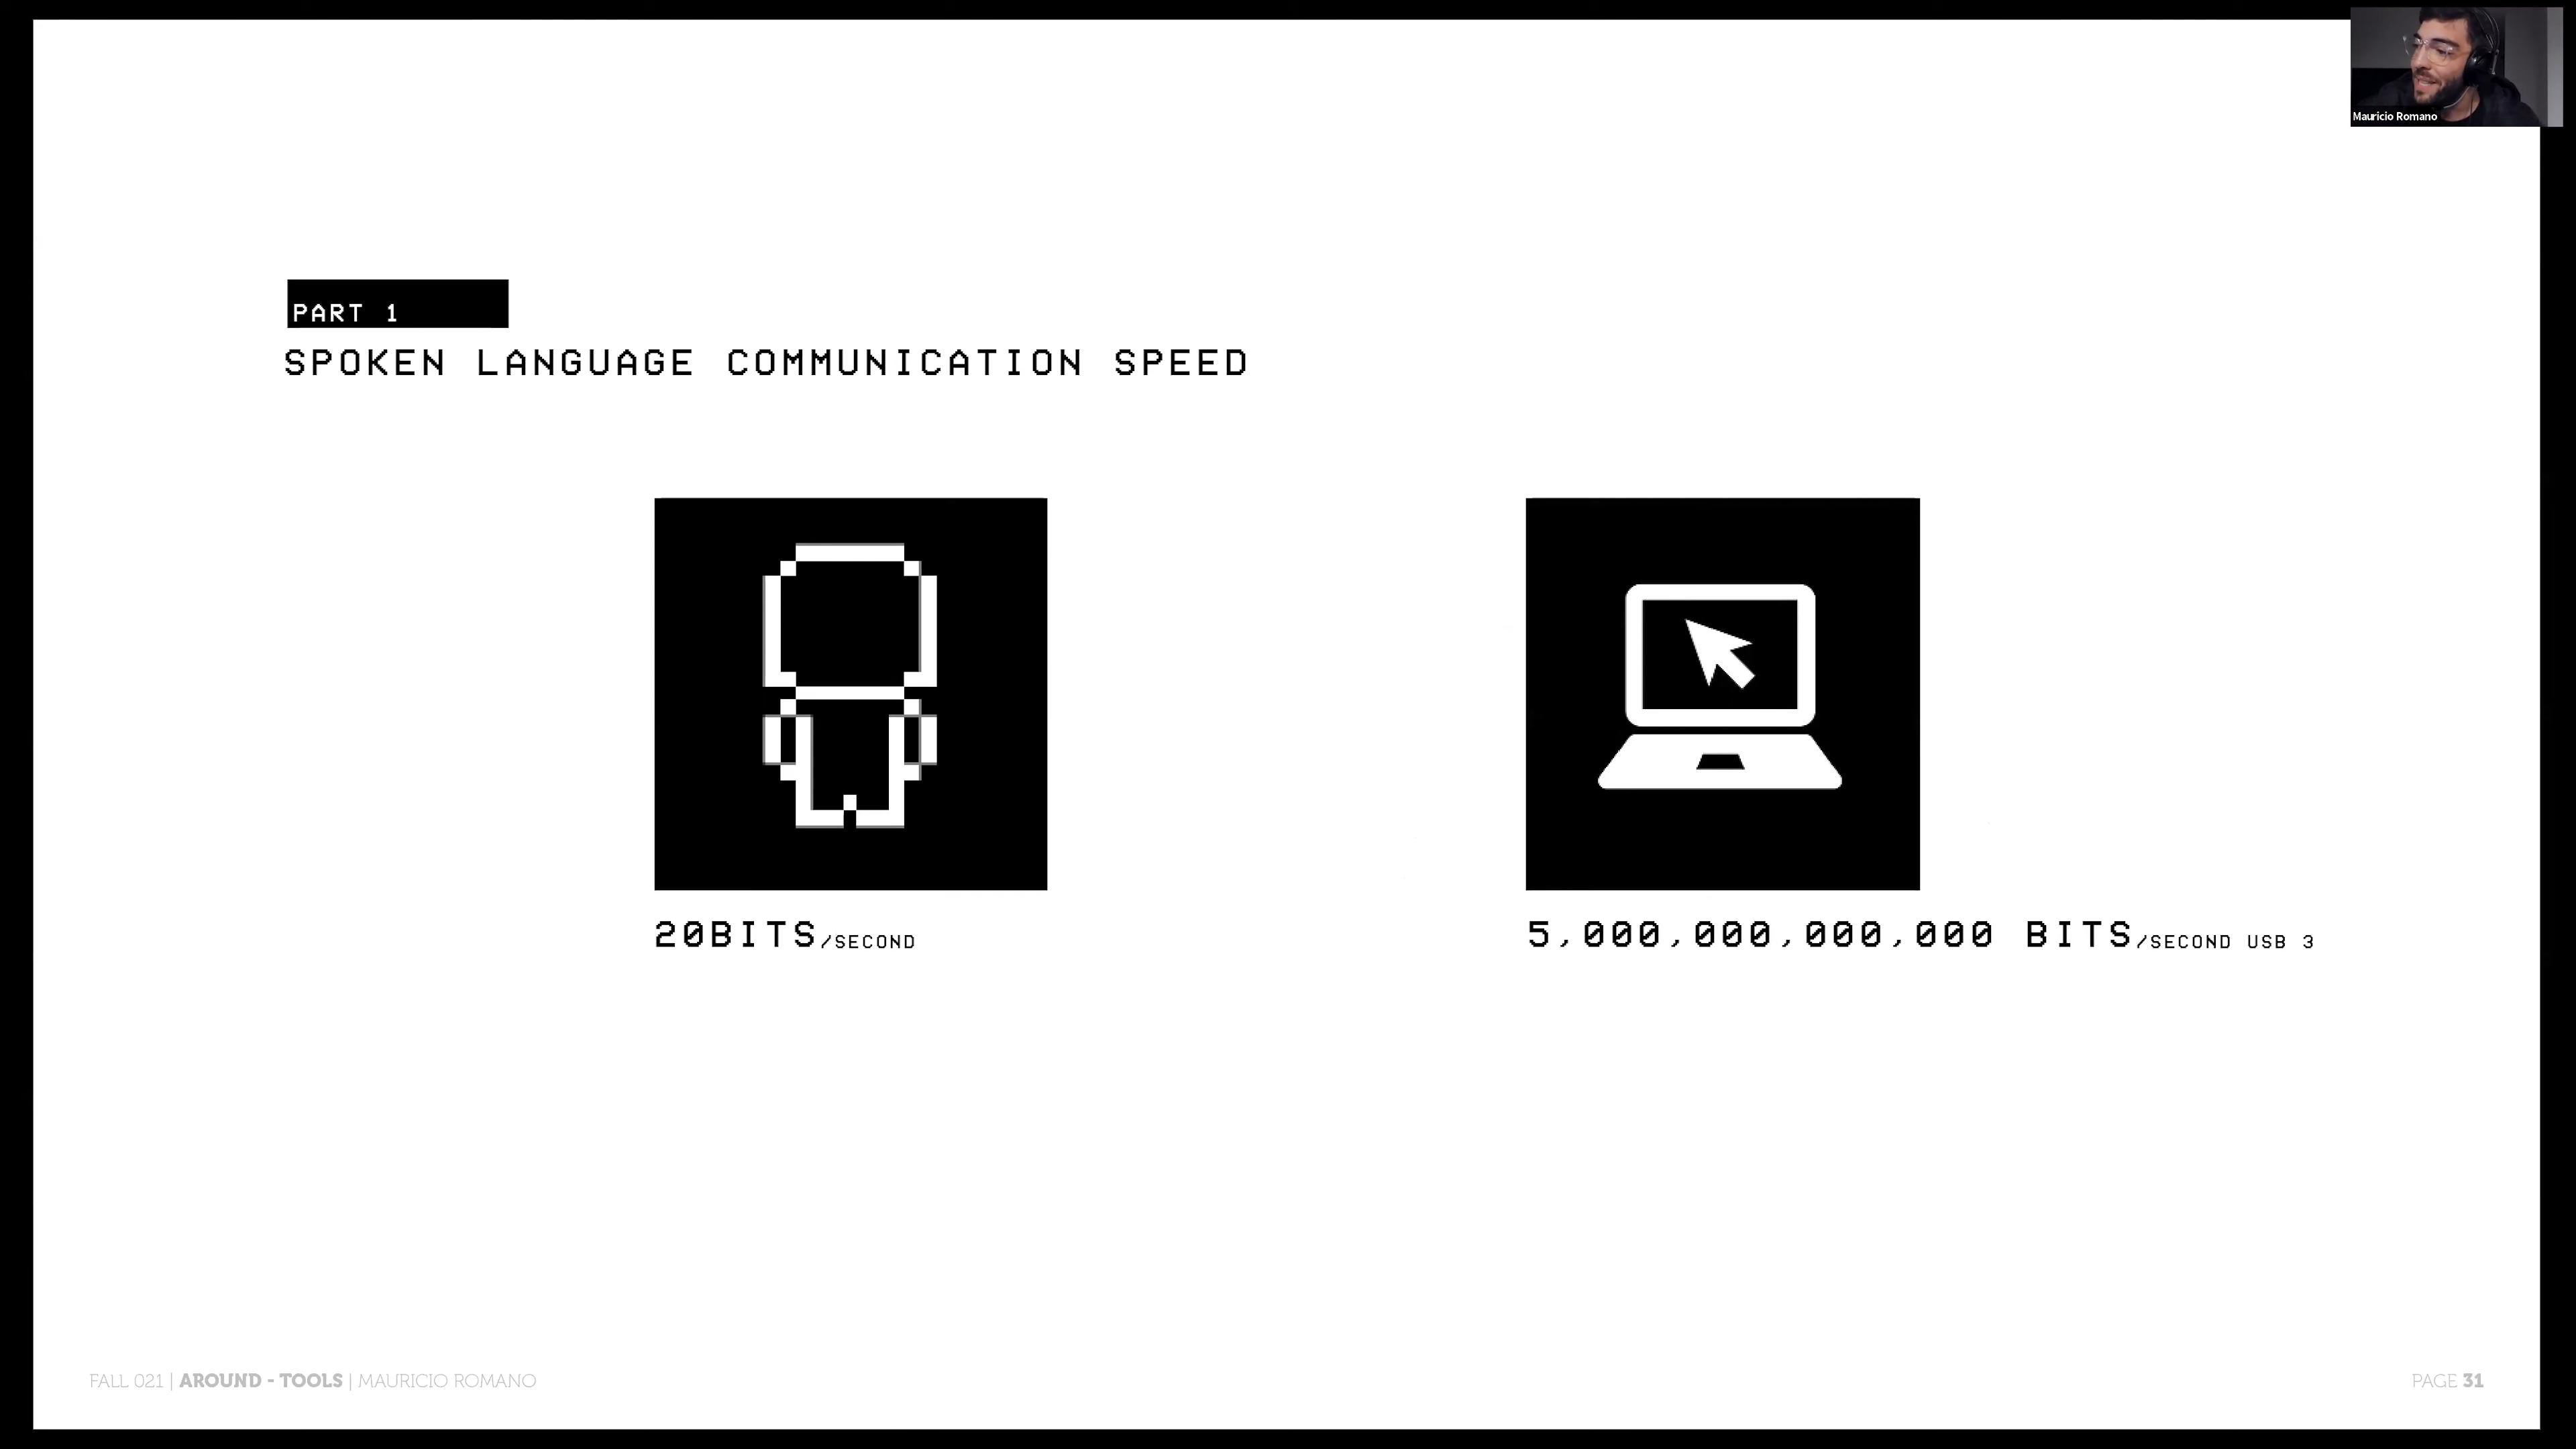 Mauricio Romano
PART 1
SPOKEN LANGUAGE COMMUNICATION SPEED
20BITS/SECOND
5,000,000,000,000 BITS/SECOND USB 3
FALL 021 | AROUND - TOOLS | MAURICIO ROMANO
PAGE 31